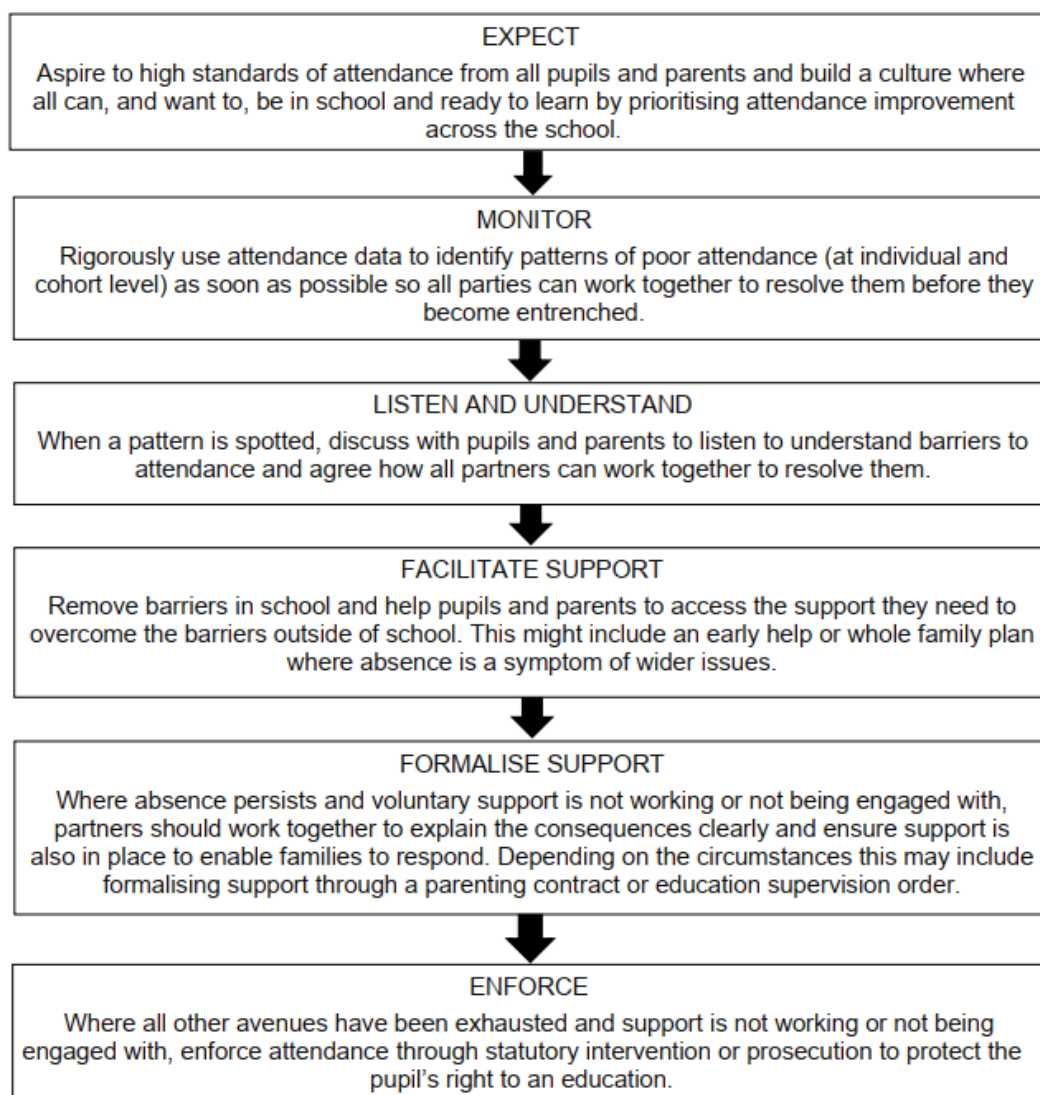 EXPECT
Aspire to high standards of attendance from all pupils and parents and build a culture where
all can, and want to, be in school and ready to learn by prioritising attendance improvement
across the school.
MONITOR
Rigorously use attendance data to identify patterns of poor attendance (at individual and
cohort level) as soon as possible so all parties can work together to resolve them before they
become entrenched.
LISTEN AND UNDERSTAND
When a pattern is spotted, discuss with pupils and parents to listen to understand barriers to
attendance and agree how all partners can work together to resolve them.
FACILITATE SUPPORT
Remove barriers in school and help pupils and parents to access the support they need to
overcome the barriers outside of school. This might include an early help or whole family plan
where absence is a symptom of wider issues.
FORMALISE SUPPORT
Where absence persists and voluntary support is not working or not being engaged with,
partners should work together to explain the consequences clearly and ensure support is
also in place to enable families to respond. Depending on the circumstances this may include
formalising support through a parenting contract or education supervision order.
ENFORCE
Where all other avenues have been exhausted and support is not working or not being
engaged with, enforce attendance through statutory intervention or prosecution to protect the
pupil's right to an education.